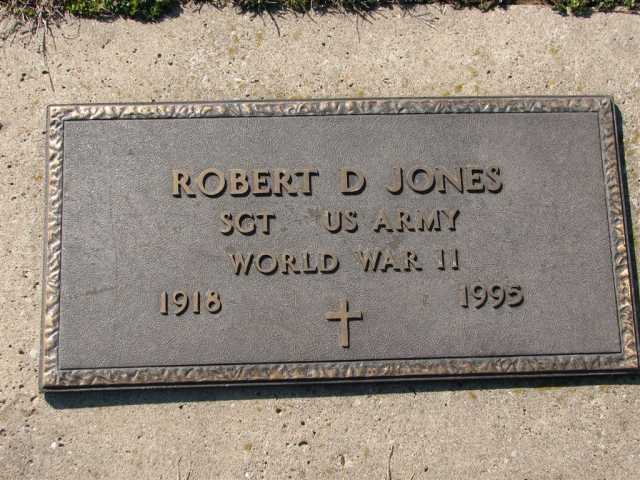 ROBERT D JONES
SGT US ARMY
WORLD WAR II
1918 1995